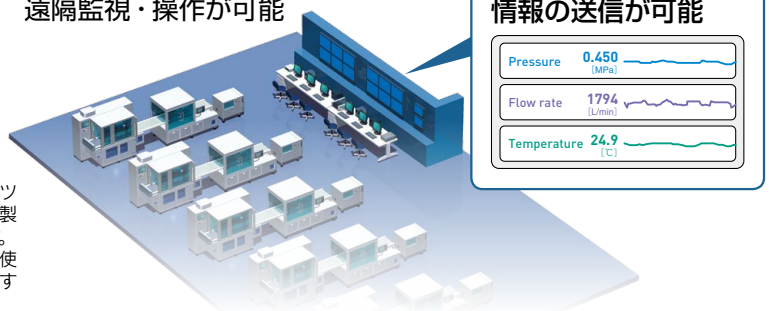 遠隔監視・操作が可能
情報の送信が可能
Pressure 0.450
[MPa]
Flow rate 1794
[L/min]
Temperature 24.9
[℃]
ツ
製
。
使
す